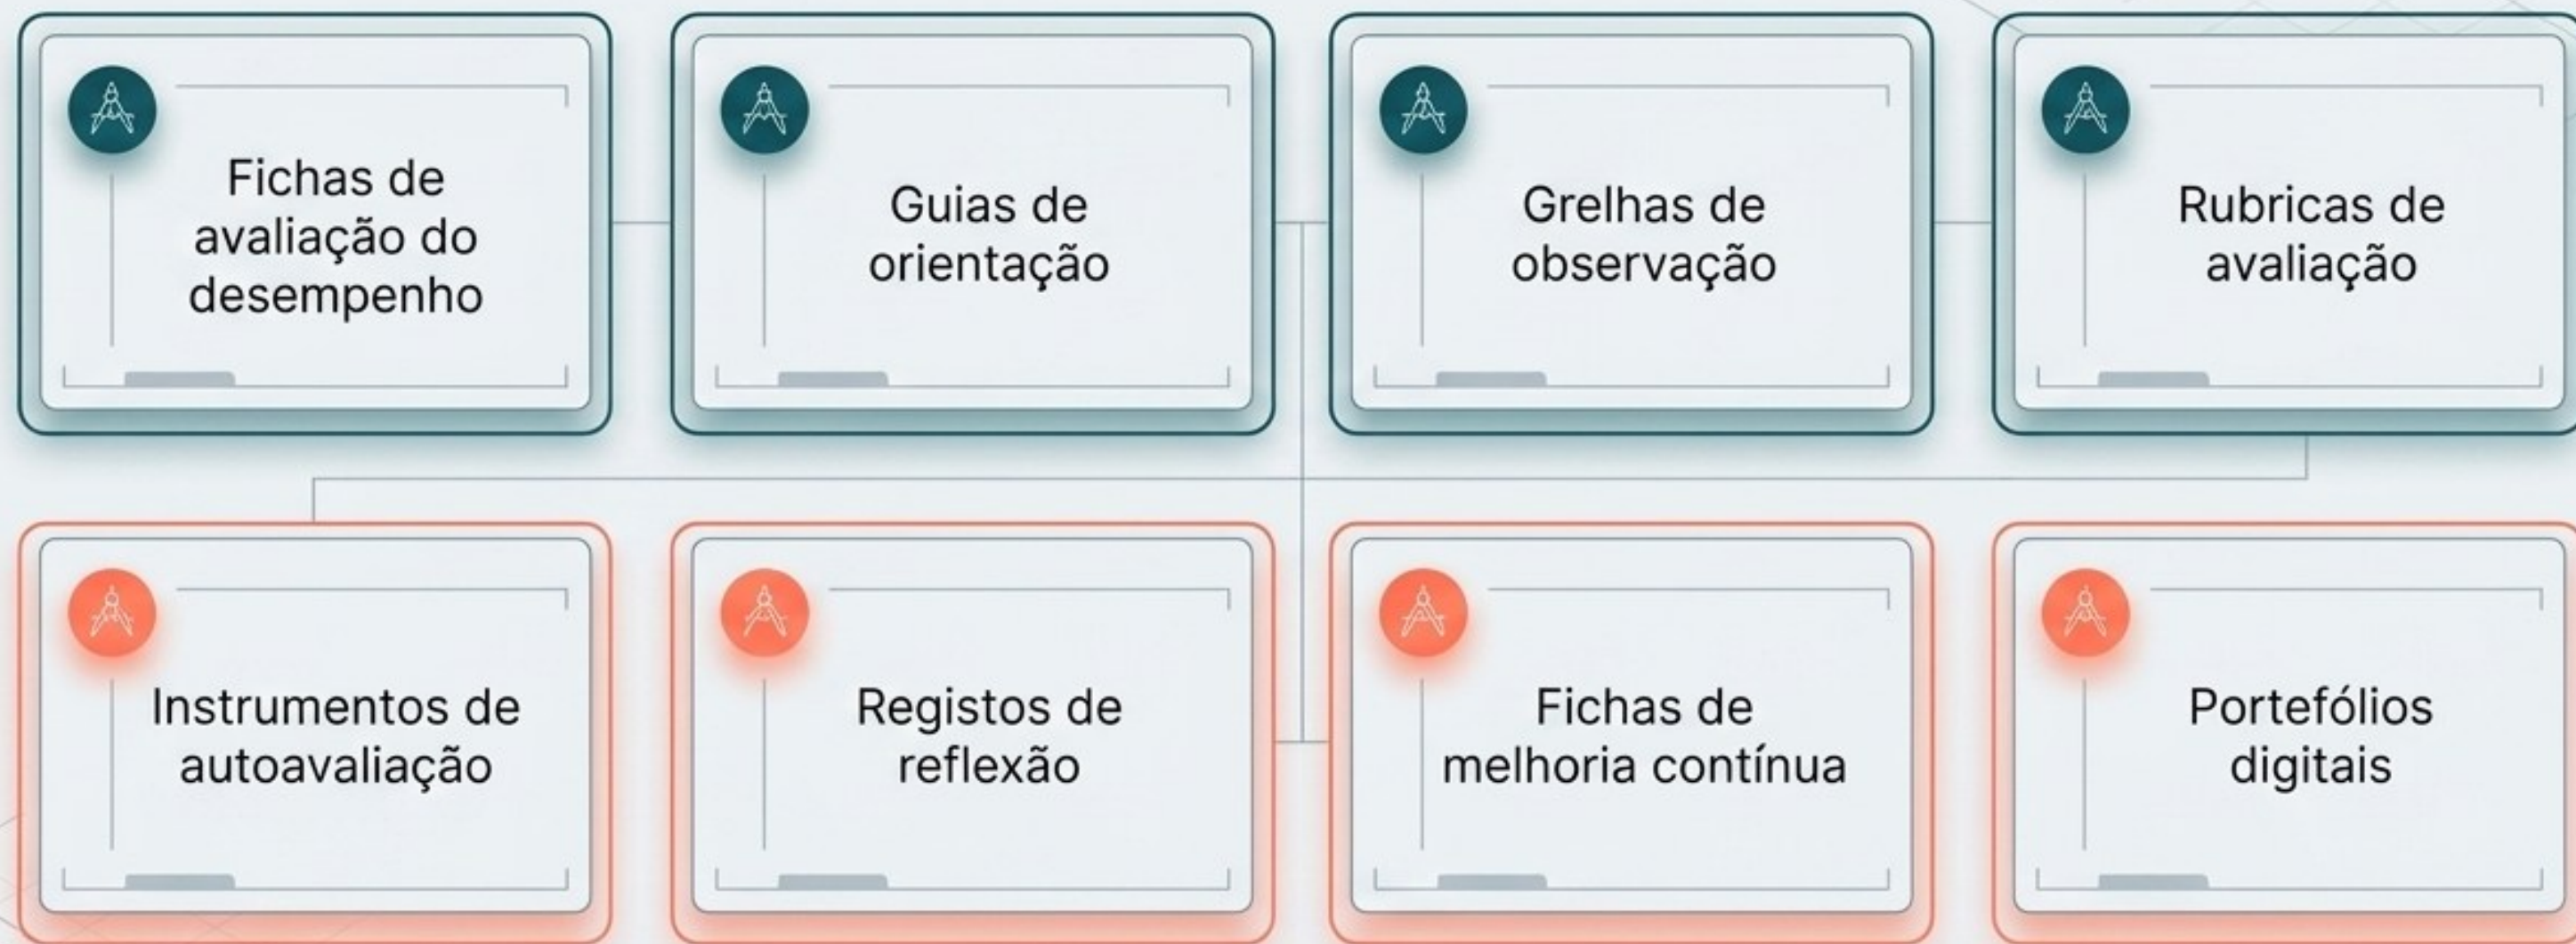 Fichas de
avaliação do
desempenho
Guias de
orientação
Grelhas de
observação
Rubricas de
avaliação
Instrumentos de
autoavaliação
Registos de
reflexão
Fichas de
melhoria contínua
Portefólios
digitais